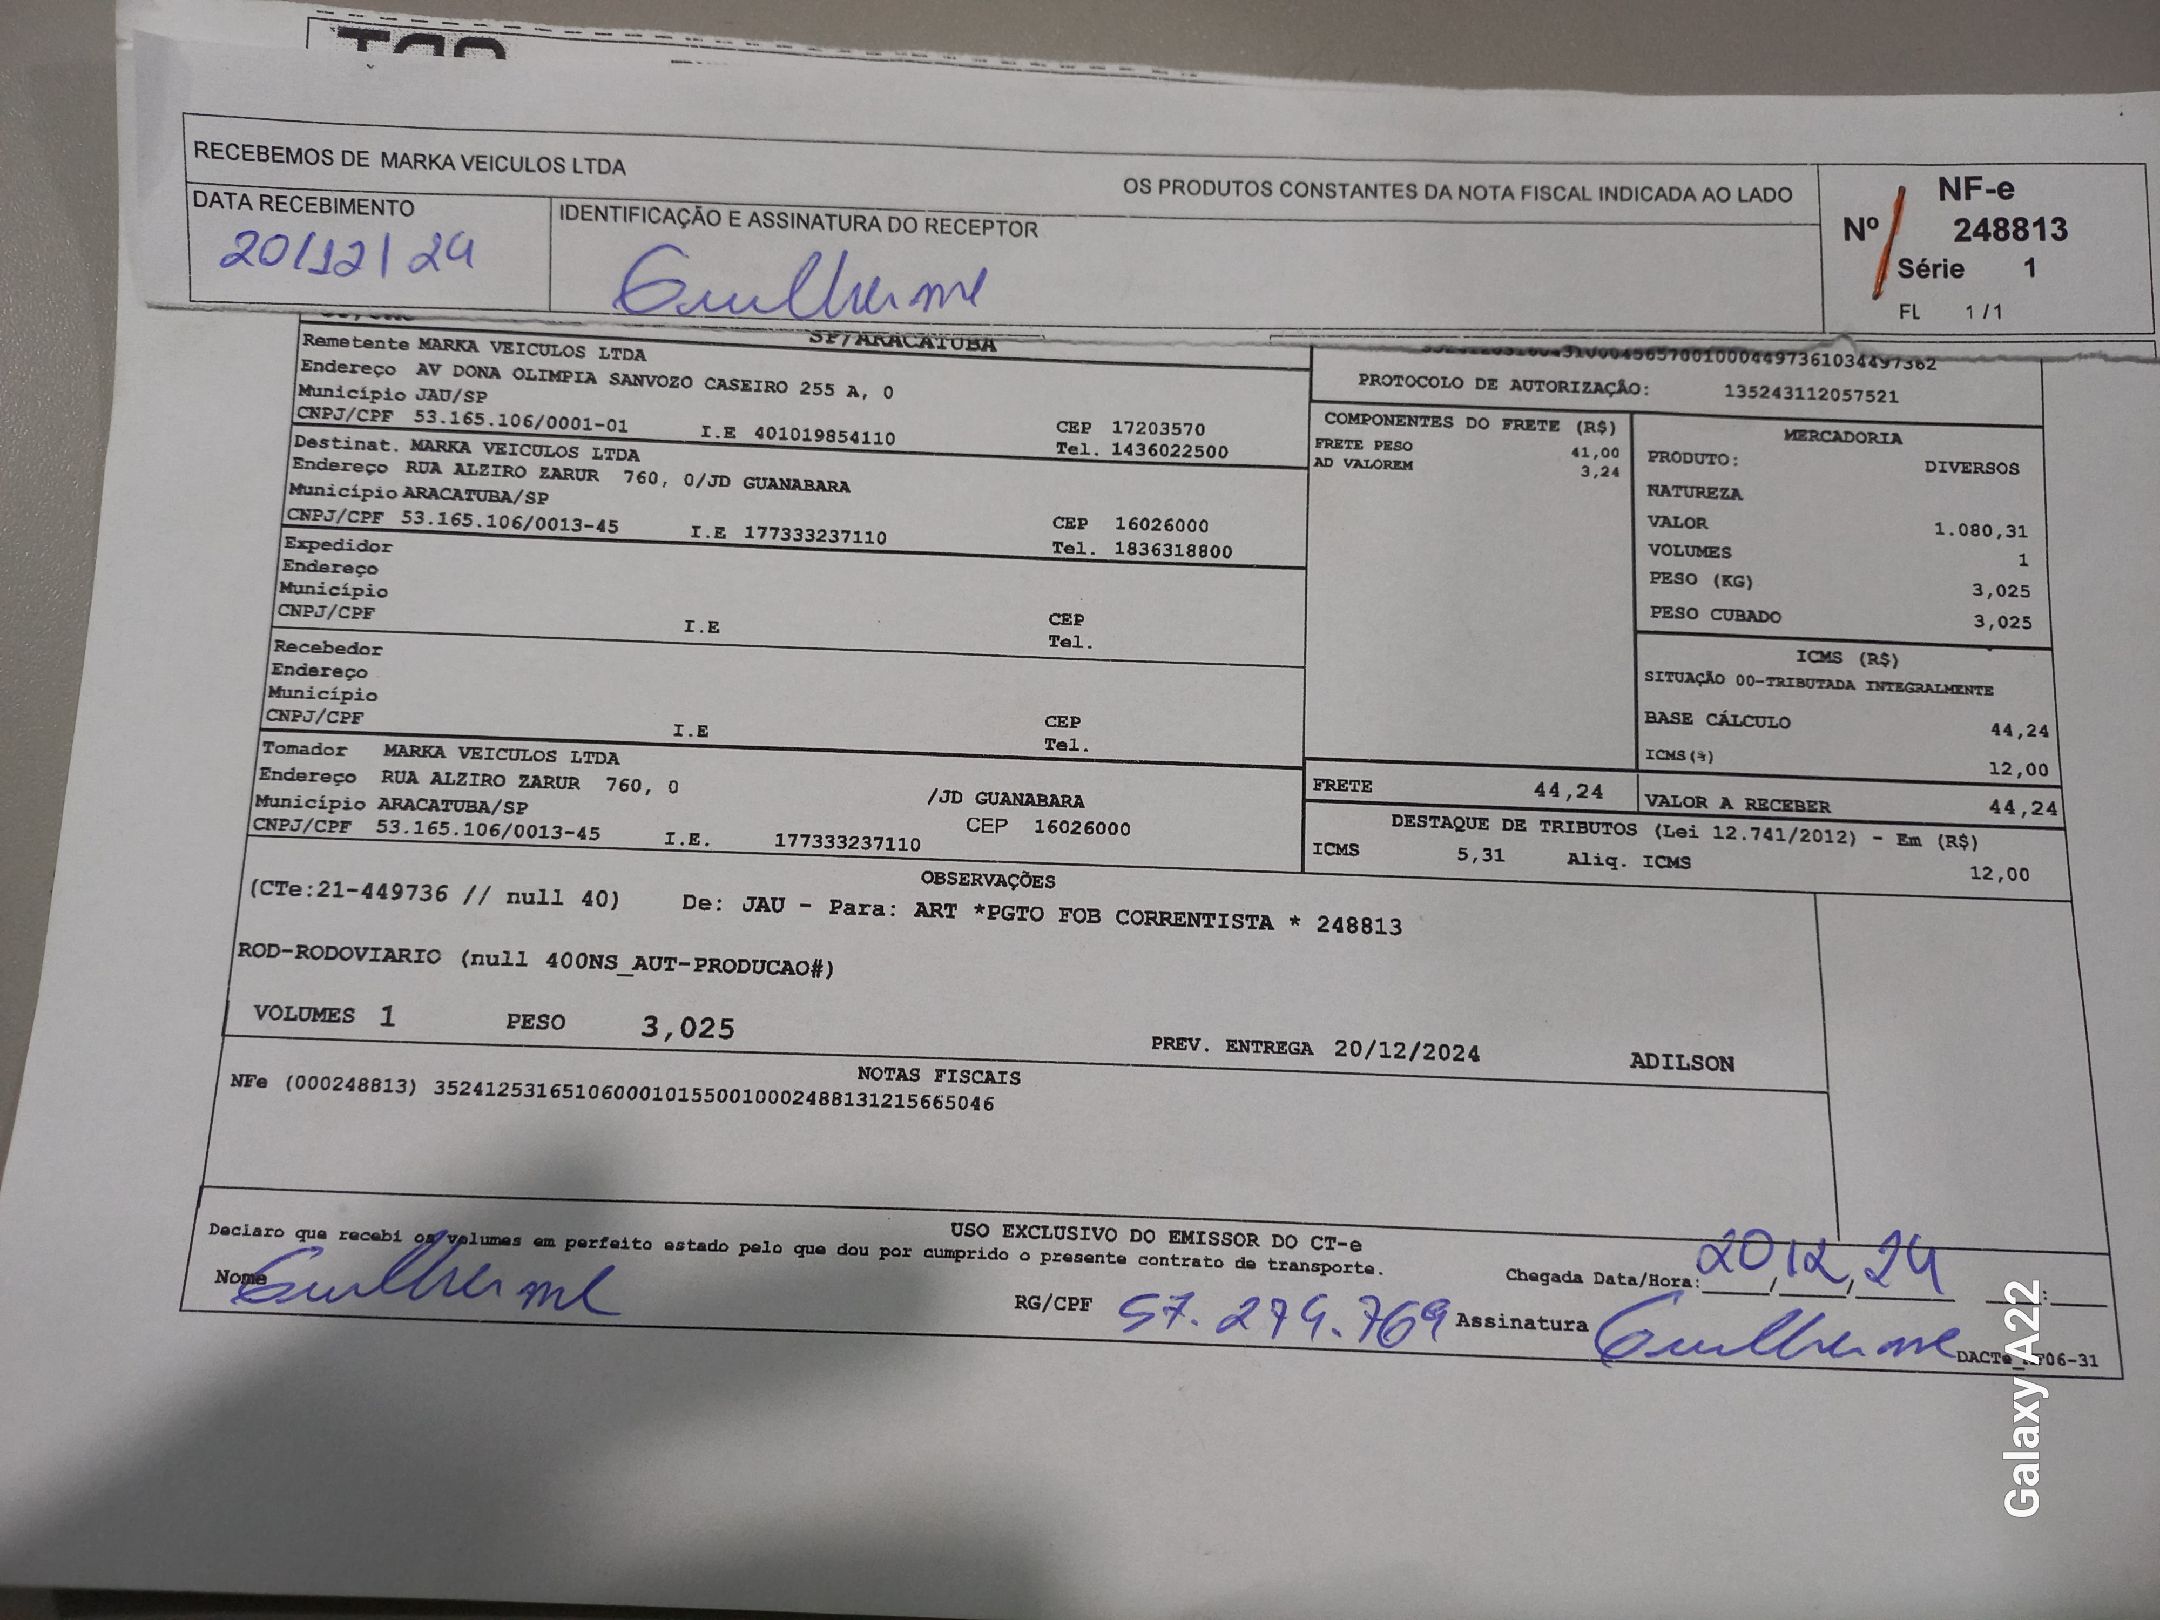 RECEBEMOS DE MARKA VEICULOS LTDA
OS PRODUTOS CONSTANTES DA NOTA FISCAL INDICADA AO LADO
DATA RECEBIMENTO
20/12/24
IDENTIFICAÇÃO E ASSINATURA DO RECEPTOR
Guilherme
NF-e
Nº 248813
Série 1
FL 1 / 1
SP/ARACATUBA
Remetente MARKA VEICULOS LTDA
Endereço AV DONA OLIMPIA SANVOZO CASEIRO 255 A, 0
Município JAU/SP
CNPJ/CPF 53.165.106/0001-01 I.E 401019854110 CEP 17203570
Tel. 1436022500
Destinat. MARKA VEICULOS LTDA
Endereço RUA ALZIRO ZARUR 760, 0/JD GUANABARA
Município ARACATUBA/SP
CNPJ/CPF 53.165.106/0013-45 I.E 177333237110 CEP 16026000
Tel. 1836318800
Expedidor
Endereço
Município
CNPJ/CPF I.E CEP
Tel.
Recebedor
Endereço
Município
CNPJ/CPF I.E CEP
Tel.
Tomador MARKA VEICULOS LTDA
Endereço RUA ALZIRO ZARUR 760, 0 /JD GUANABARA
Município ARACATUBA/SP CEP 16026000
CNPJ/CPF 53.165.106/0013-45 I.E. 177333237110
PROTOCOLO DE AUTORIZAÇÃO: 135243112057521
COMPONENTES DO FRETE (R$)
FRETE PESO 41,00
AD VALOREM 3,24
MERCADORIA
PRODUTO: DIVERSOS
NATUREZA
VALOR 1.080,31
VOLUMES 1
PESO (KG) 3,025
PESO CUBADO 3,025
ICMS (R$)
SITUAÇÃO 00-TRIBUTADA INTEGRALMENTE
BASE CÁLCULO 44,24
ICMS(%) 12,00
FRETE 44,24
VALOR A RECEBER 44,24
DESTAQUE DE TRIBUTOS (Lei 12.741/2012) - Em (R$)
ICMS 5,31 Aliq. ICMS 12,00
OBSERVAÇÕES
(CTe:21-449736 // null 40) De: JAU - Para: ART *PGTO FOB CORRENTISTA * 248813
ROD-RODOVIARIO (null 400NS_AUT-PRODUCAO#)
VOLUMES 1 PESO 3,025 PREV. ENTREGA 20/12/2024 ADILSON
NOTAS FISCAIS
NFe (000248813) 35241253165106000101550010002488131215665046
USO EXCLUSIVO DO EMISSOR DO CT-e
Declaro que recebi os volumes em perfeito estado pelo que dou por cumprido o presente contrato de transporte.
Chegada Data/Hora: 20/12/24 :
Nome Guilherme RG/CPF 57.279.769 Assinatura Guilherme
Galaxy A22